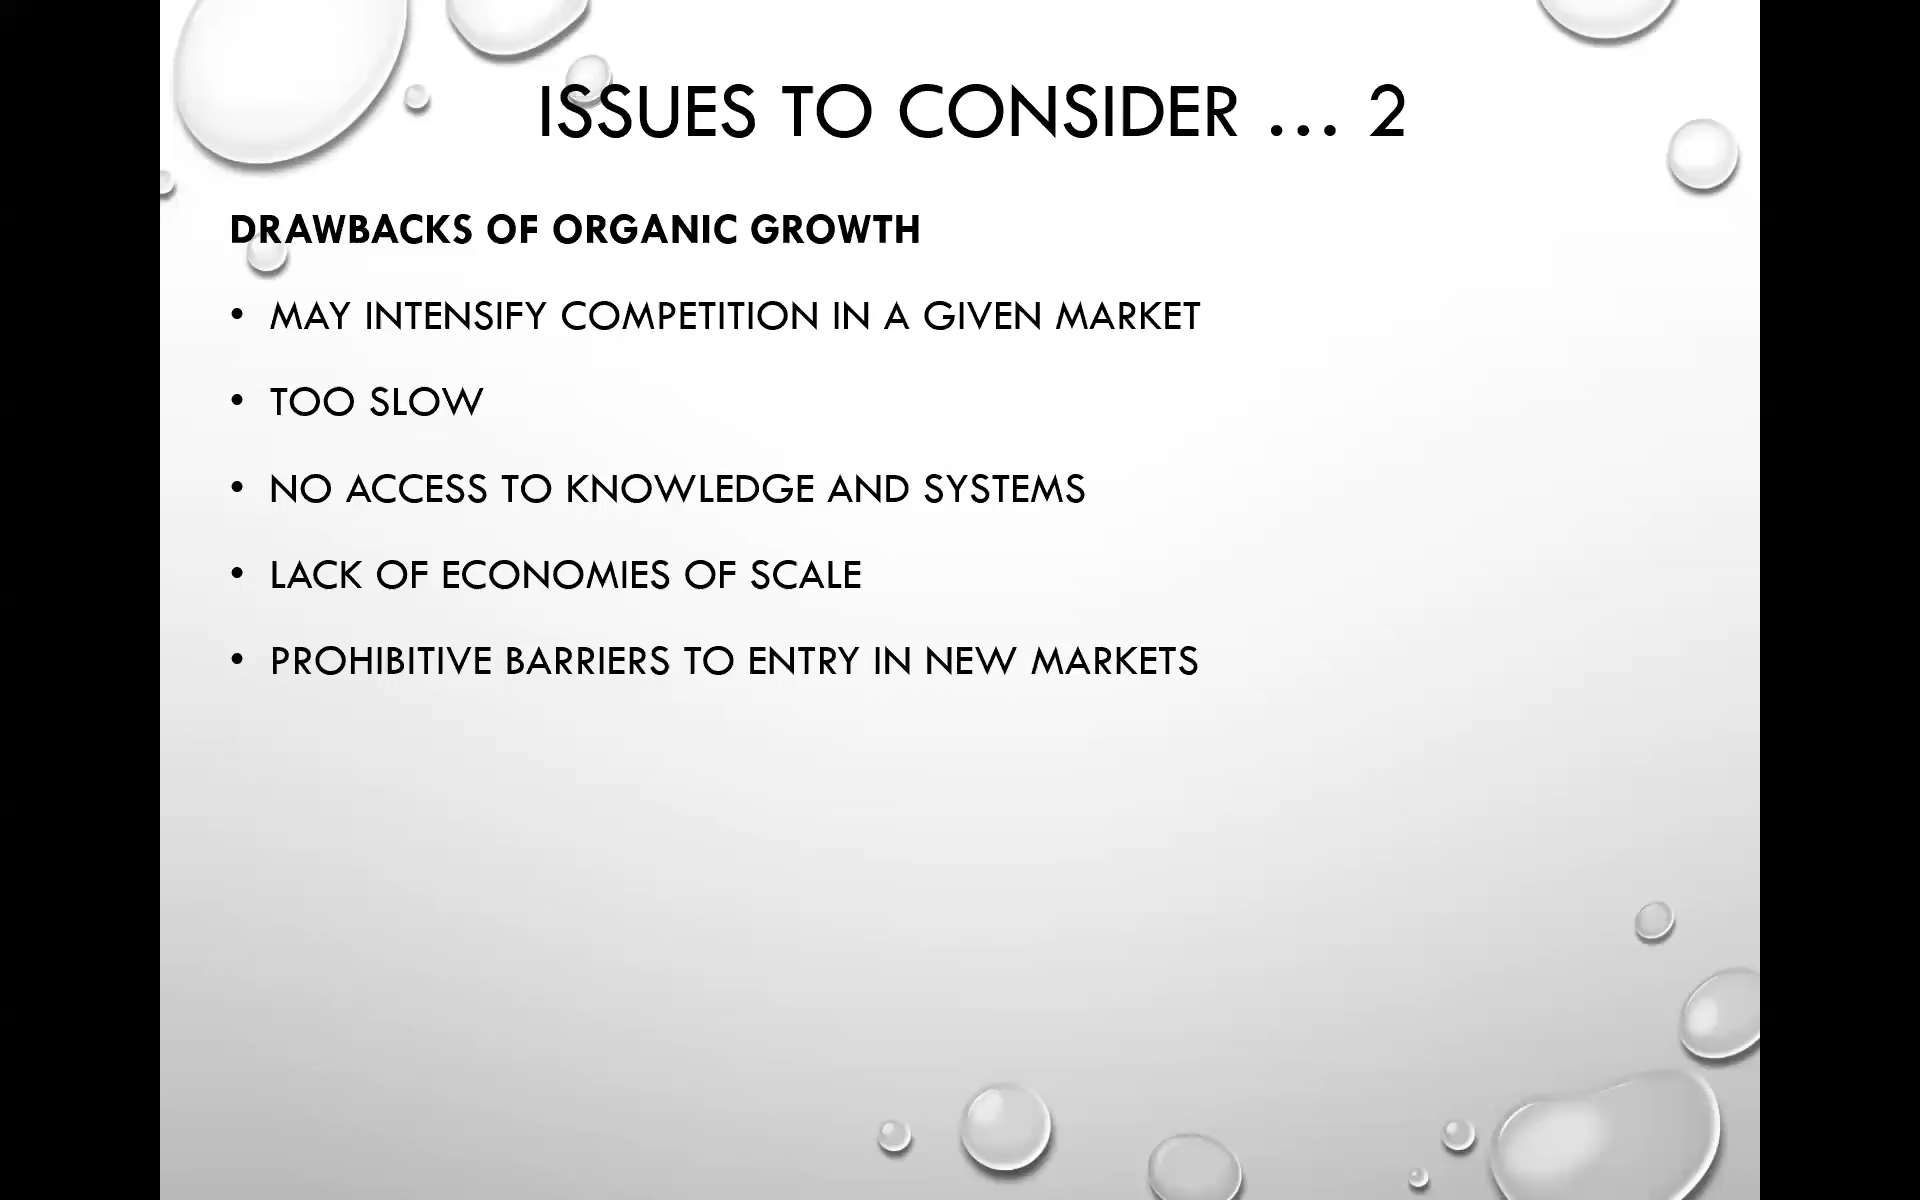 ISSUES TO CONSIDER ... 2
DRAWBACKS OF ORGANIC GROWTH
• MAY INTENSIFY COMPETITION IN A GIVEN MARKET
• TOO SLOW
• NO ACCESS TO KNOWLEDGE AND SYSTEMS
• LACK OF ECONOMIES OF SCALE
• PROHIBITIVE BARRIERS TO ENTRY IN NEW MARKETS